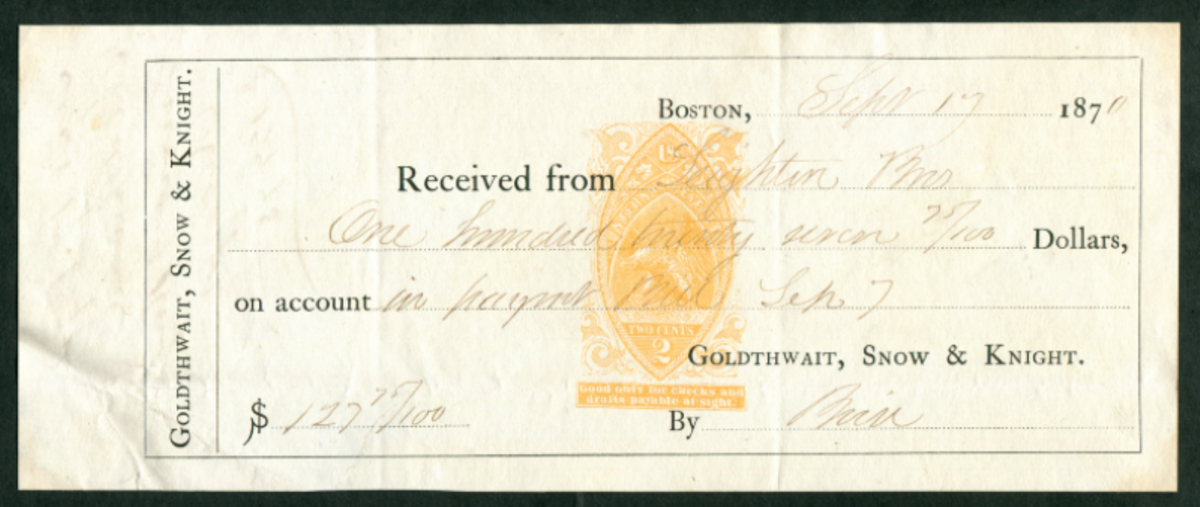 GOLDTHWAIT, SNOW & KNIGHT.
BOSTON, Sept 17 1870
Received from Leighton Bros
One hundred twenty seven 75/100 Dollars,
on account in payment Bill Sep 7
TWO CENTS
2
GOLDTHWAIT, SNOW & KNIGHT.
Good only for checks and
drafts payable at sight.
$ 127 75/100
By